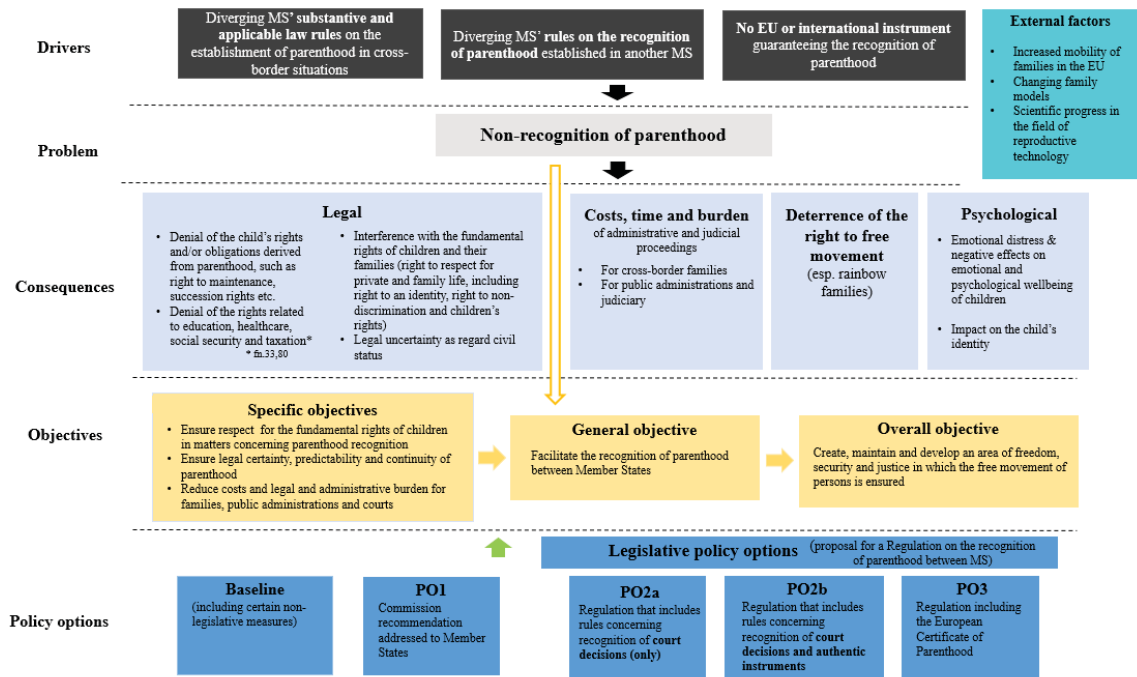 Drivers
Diverging MS' substantive and
applicable law rules on the
establishment of parenthood in cross-
border situations
Diverging MS' rules on the recognition
of parenthood established in another MS
No EU or international instrument
guaranteeing the recognition of
parenthood
External factors
• Increased mobility of
families in the EU
• Changing family
models
• Scientific progress in
the field of
reproductive
technology
Problem
Non-recognition of parenthood
Consequences
Legal
• Denial of the child's rights
and/or obligations derived
from parenthood, such as
right to maintenance,
succession rights etc.
• Denial of the rights related
to education, healthcare,
social security and taxation*
* fn.33,80
• Interference with the fundamental
rights of children and their
families (right to respect for
private and family life, including
right to an identity, right to non-
discrimination and children's
rights)
• Legal uncertainty as regard civil
status
Costs, time and burden
of administrative and judicial
proceedings
• For cross-border families
• For public administrations and
judiciary
Deterrence of the
right to free
movement
(esp. rainbow
families)
Psychological
• Emotional distress &
negative effects on
emotional and
psychological wellbeing
of children
• Impact on the child's
identity
Objectives
Specific objectives
• Ensure respect for the fundamental rights of children
in matters concerning parenthood recognition
• Ensure legal certainty, predictability and continuity of
parenthood
• Reduce costs and legal and administrative burden for
families, public administrations and courts
General objective
Facilitate the recognition of parenthood
between Member States
Overall objective
Create, maintain and develop an area of freedom,
security and justice in which the free movement of
persons is ensured
Legislative policy options (proposal for a Regulation on the recognition
of parenthood between MS)
Policy options
Baseline
(including certain non-
legislative measures)
PO1
Commission
recommendation
addressed to Member
States
PO2a
Regulation that includes
rules concerning
recognition of court
decisions (only)
PO2b
Regulation that includes
rules concerning
recognition of court
decisions and authentic
instruments
PO3
Regulation including
the European
Certificate of
Parenthood